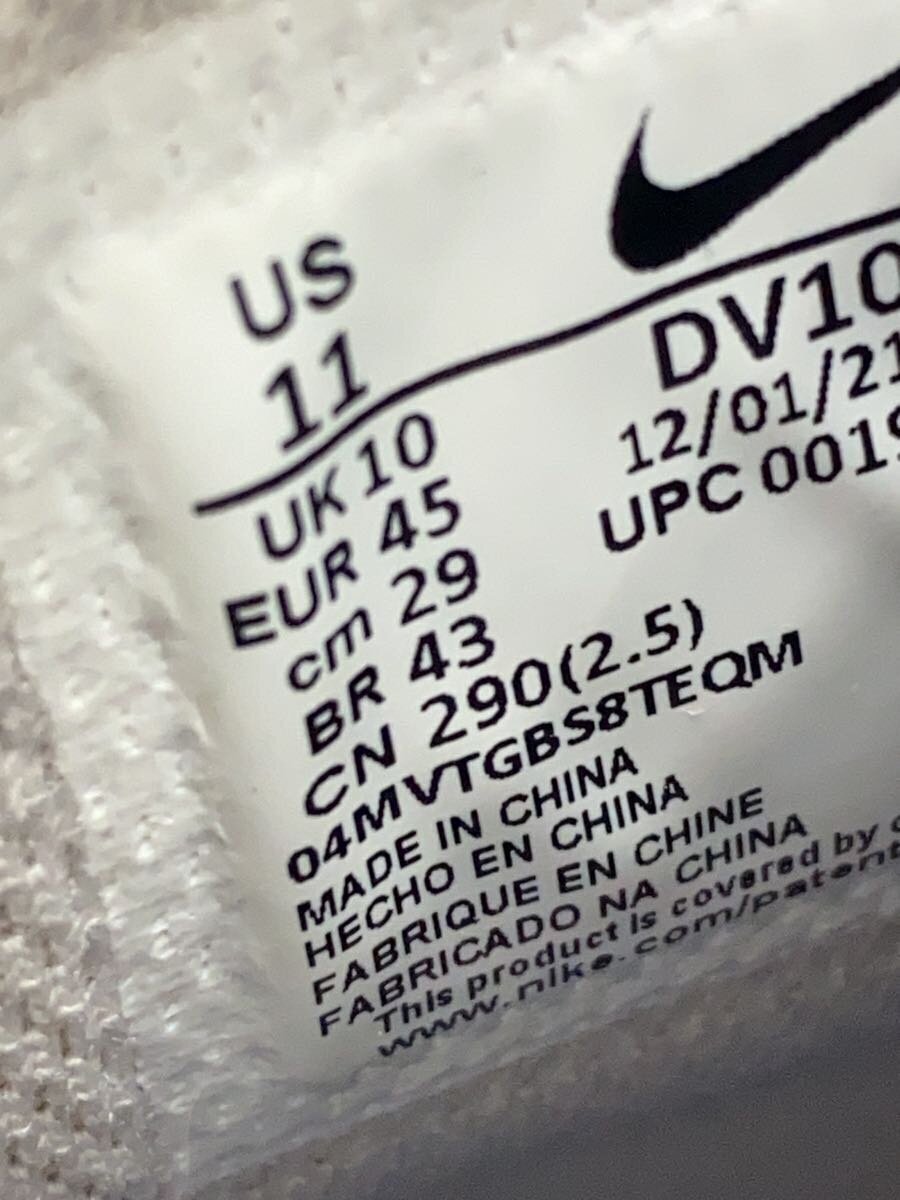 US
11
UK 10
EUR 45
cm 29
BR 43
CN 290(2.5)
04MVTGBS8TEQM
MADE IN CHINA
HECHO EN CHINA
FABRIQUE EN CHINE
FABRICADO NA CHINA
This product is covered by
www.nike.com/patent
DV10
12/01/21
UPC 0019